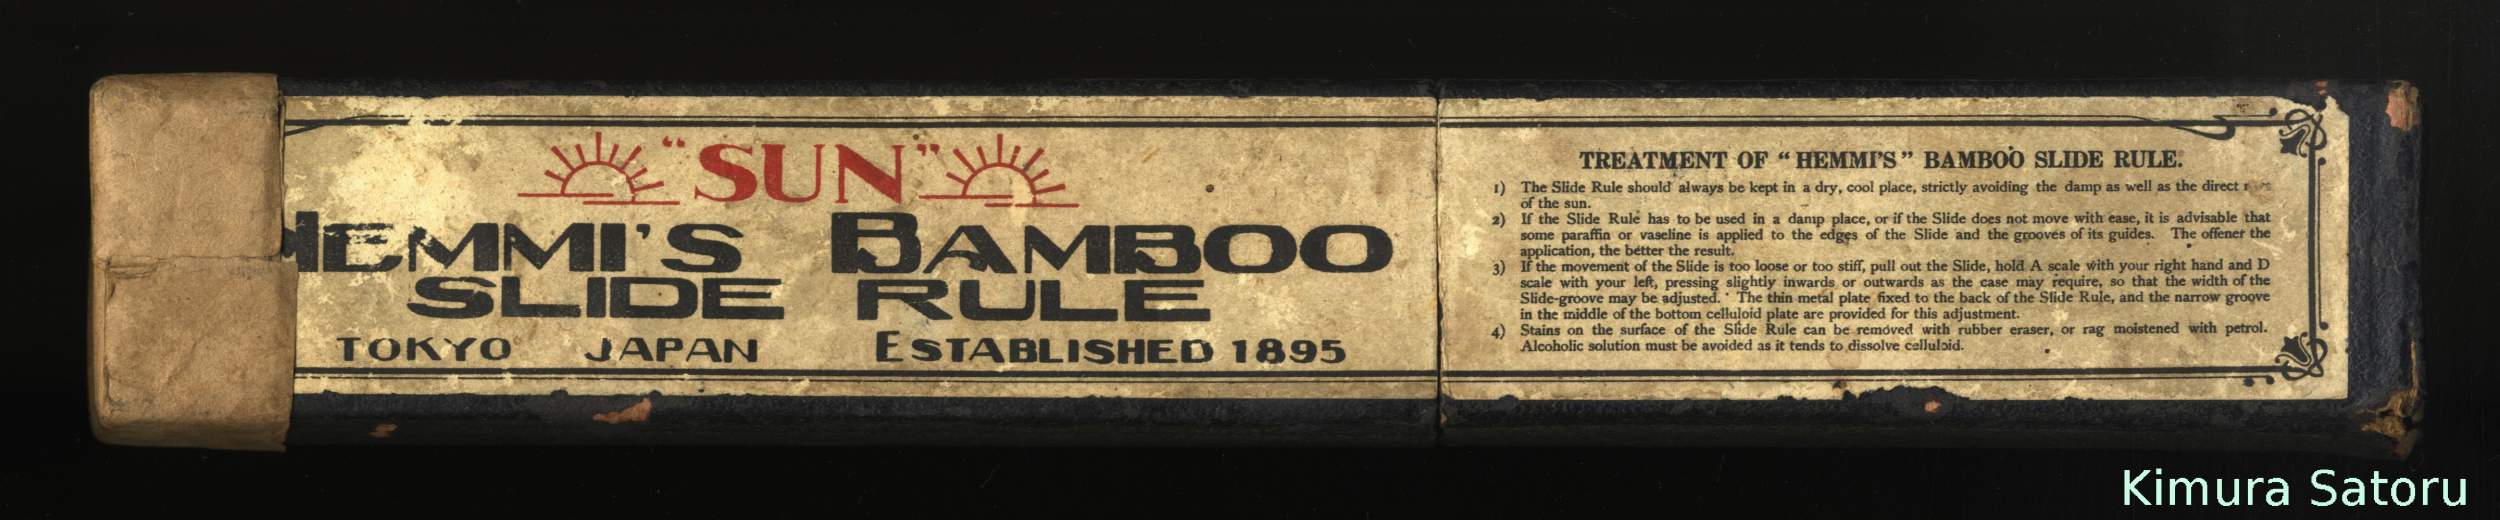 "SUN"
HEMMI'S BAMBOO
SLIDE RULE
TOKYO JAPAN ESTABLISHED 1895
TREATMENT OF "HEMMI'S" BAMBOO SLIDE RULE.
1) The Slide Rule should always be kept in a dry, cool place, strictly avoiding the damp as well as the direct
of the sun.
2) If the Slide Rule has to be used in a damp place, or if the Slide does not move with ease, it is advisable that
some paraffin or vaseline is applied to the edges of the Slide and the grooves of its guides. The offener the
application, the better the result.
3) If the movement of the Slide is too loose or too stiff, pull out the Slide, hold A scale with your right hand and D
scale with your left, pressing slightly inwards or outwards as the case may require, so that the width of the
Slide-groove may be adjusted. The thin metal plate fixed to the back of the Slide Rule, and the narrow groove
in the middle of the bottom celluloid plate are provided for this adjustment.
4) Stains on the surface of the Slide Rule can be removed with rubber eraser, or rag moistened with petrol.
Alcoholic solution must be avoided as it tends to dissolve celluloid.
Kimura Satoru